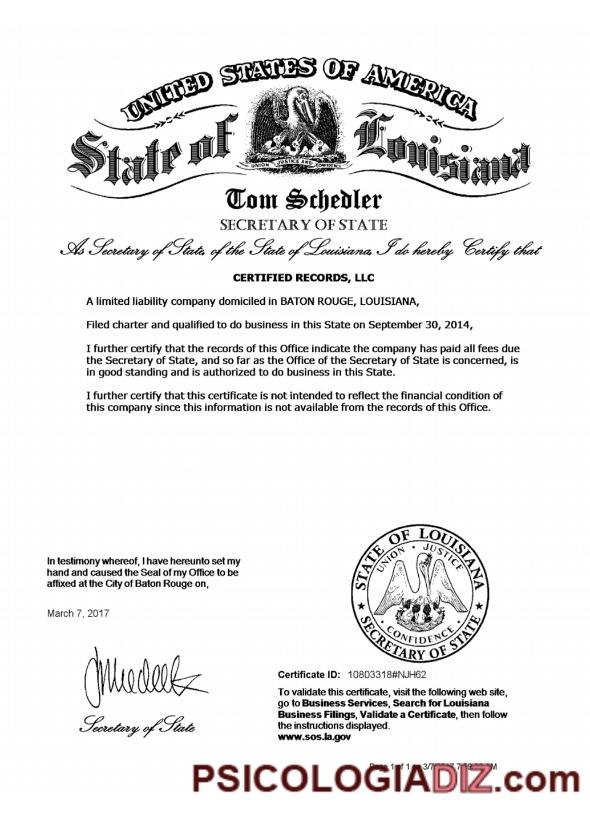 UNITED STATES OF AMERICA
State of Louisiana
UNION JUSTICE AND CONFIDENCE
Tom Schedler
SECRETARY OF STATE
As Secretary of State, of the State of Louisiana, I do hereby Certify that
CERTIFIED RECORDS, LLC
A limited liability company domiciled in BATON ROUGE, LOUISIANA,
Filed charter and qualified to do business in this State on September 30, 2014,
I further certify that the records of this Office indicate the company has paid all fees due
the Secretary of State, and so far as the Office of the Secretary of State is concerned, is
in good standing and is authorized to do business in this State.
I further certify that this certificate is not intended to reflect the financial condition of
this company since this information is not available from the records of this Office.
In testimony whereof, I have hereunto set my
hand and caused the Seal of my Office to be
affixed at the City of Baton Rouge on,
March 7, 2017
STATE OF LOUISIANA
UNION · JUSTICE
CONFIDENCE
SECRETARY OF STATE
Secretary of State
Certificate ID: 10803318#NJH62
To validate this certificate, visit the following web site,
go to Business Services, Search for Louisiana
Business Filings, Validate a Certificate, then follow
the instructions displayed.
www.sos.la.gov
PSICOLOGIADIZ.com